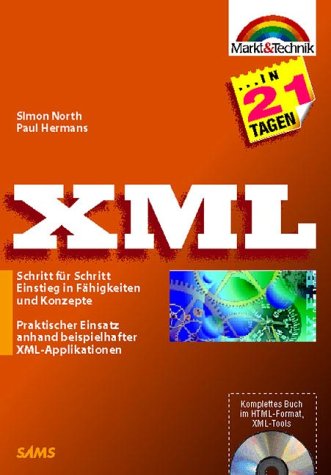 Markt&Technik
...IN
21
TAGEN
Simon North
Paul Hermans
XML
Schritt für Schritt
Einstieg in Fähigkeiten
und Konzepte
Praktischer Einsatz
anhand beispielhafter
XML-Applikationen
Komplettes Buch
im HTML-Format,
XML-Tools
SAMS